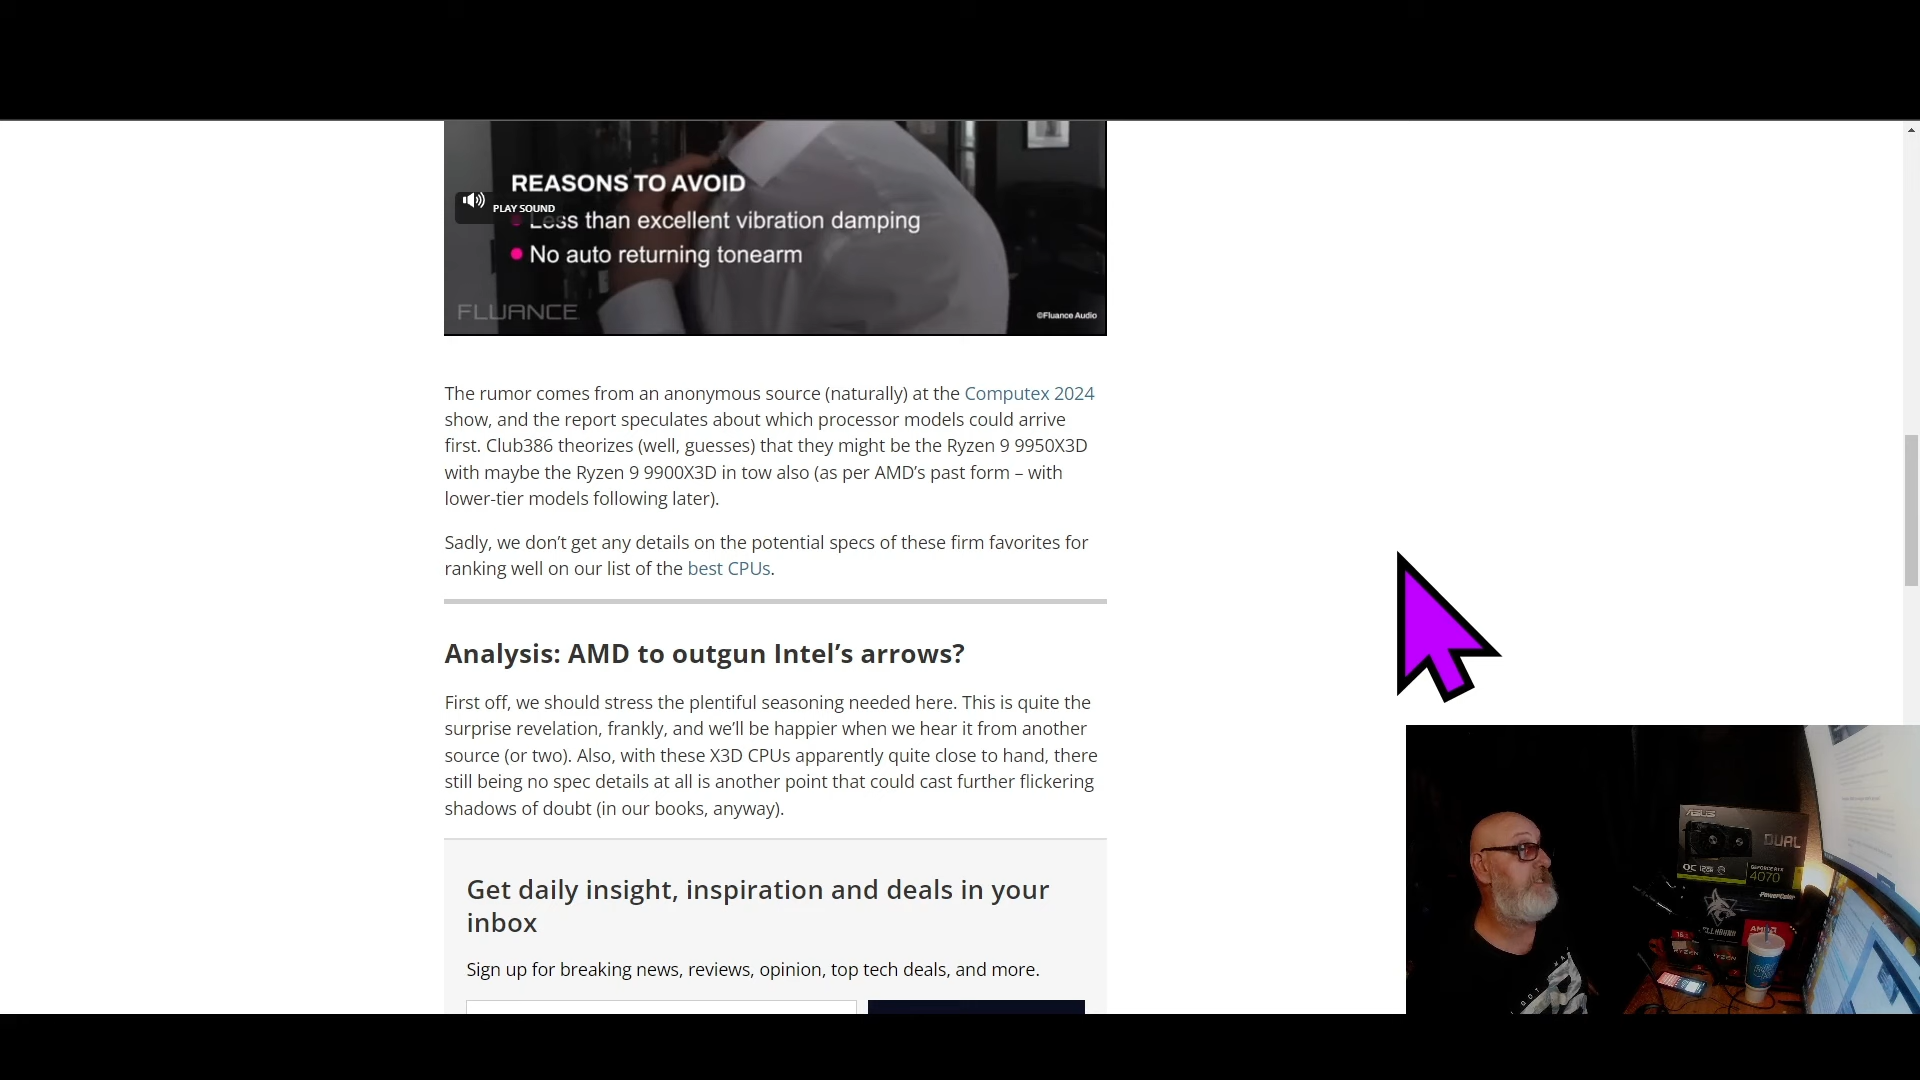 REASONS TO AVOID
PLAY SOUND
Less than excellent vibration damping
No auto returning tonearm
FLUANCE
©Fluance Audio
The rumor comes from an anonymous source (naturally) at the Computex 2024
show, and the report speculates about which processor models could arrive
first. Club386 theorizes (well, guesses) that they might be the Ryzen 9 9950X3D
with maybe the Ryzen 9 9900X3D in tow also (as per AMD’s past form – with
lower-tier models following later).
Sadly, we don’t get any details on the potential specs of these firm favorites for
ranking well on our list of the best CPUs.
Analysis: AMD to outgun Intel’s arrows?
First off, we should stress the plentiful seasoning needed here. This is quite the
surprise revelation, frankly, and we’ll be happier when we hear it from another
source (or two). Also, with these X3D CPUs apparently quite close to hand, there
still being no spec details at all is another point that could cast further flickering
shadows of doubt (in our books, anyway).
Get daily insight, inspiration and deals in your
inbox
Sign up for breaking news, reviews, opinion, top tech deals, and more.
ASUS
DUAL
OC 12GB
GEFORCE RTX
4070
PowerColor
HELLHOUND
AMD
RYZEN